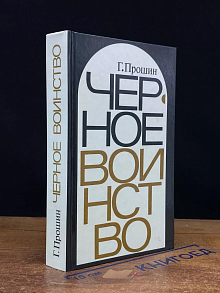 Г. Прошин
ЧЕР
НОЕ
ВОИ
НСТ
ВО
Г. Прошин ЧЕРНОЕ ВОИНСТВО